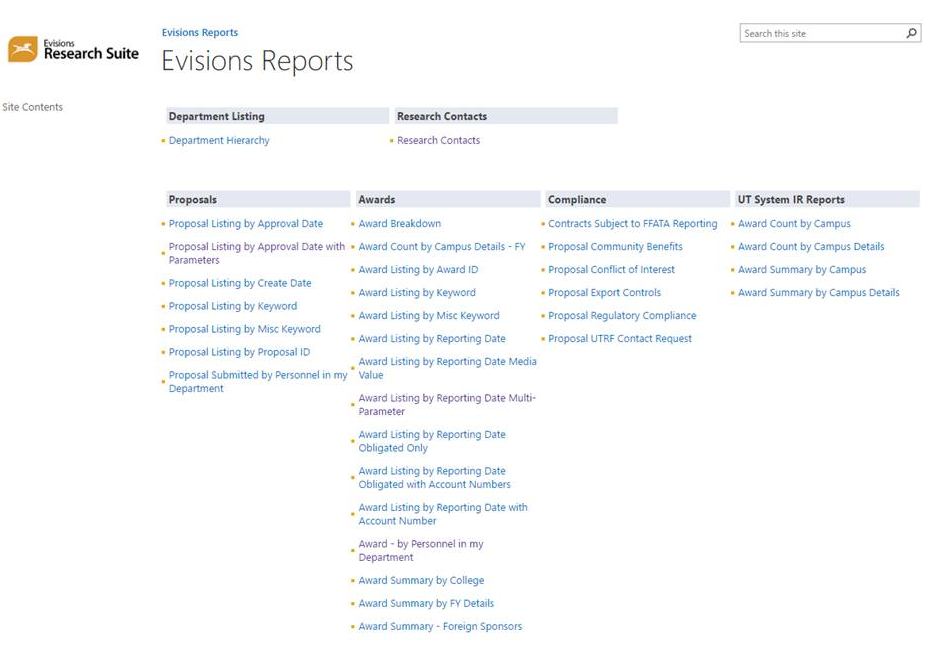 Evisions
Research Suite
Evisions Reports
Evisions Reports
Search this site
Site Contents
Department Listing
Department Hierarchy
Research Contacts
Research Contacts
Proposals
Proposal Listing by Approval Date
Proposal Listing by Approval Date with
Parameters
Proposal Listing by Create Date
Proposal Listing by Keyword
Proposal Listing by Misc Keyword
Proposal Listing by Proposal ID
Proposal Submitted by Personnel in my
Department
Awards
Award Breakdown
Award Count by Campus Details - FY
Award Listing by Award ID
Award Listing by Keyword
Award Listing by Misc Keyword
Award Listing by Reporting Date
Award Listing by Reporting Date Media
Value
Award Listing by Reporting Date Multi-
Parameter
Award Listing by Reporting Date
Obligated Only
Award Listing by Reporting Date
Obligated with Account Numbers
Award Listing by Reporting Date with
Account Number
Award - by Personnel in my
Department
Award Summary by College
Award Summary by FY Details
Award Summary - Foreign Sponsors
Compliance
Contracts Subject to FFATA Reporting
Proposal Community Benefits
Proposal Conflict of Interest
Proposal Export Controls
Proposal Regulatory Compliance
Proposal UTRF Contact Request
UT System IR Reports
Award Count by Campus
Award Count by Campus Details
Award Summary by Campus
Award Summary by Campus Details